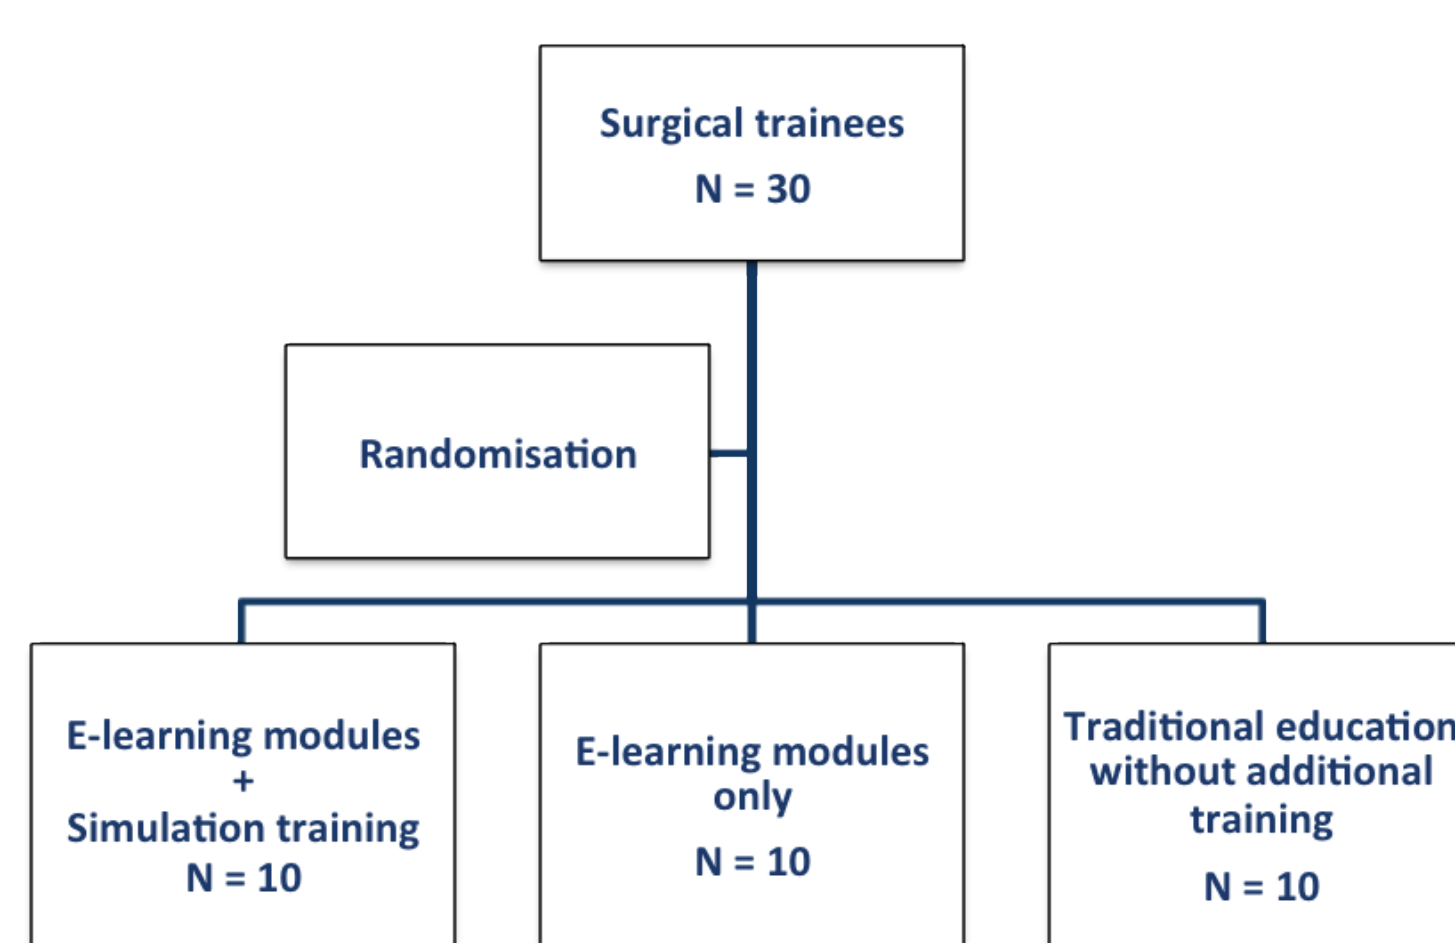 Surgical trainees
N = 30
Randomisation
E-learning modules
+
Simulation training
N = 10
E-learning modules
only
N = 10
Traditional education
without additional
training
N = 10